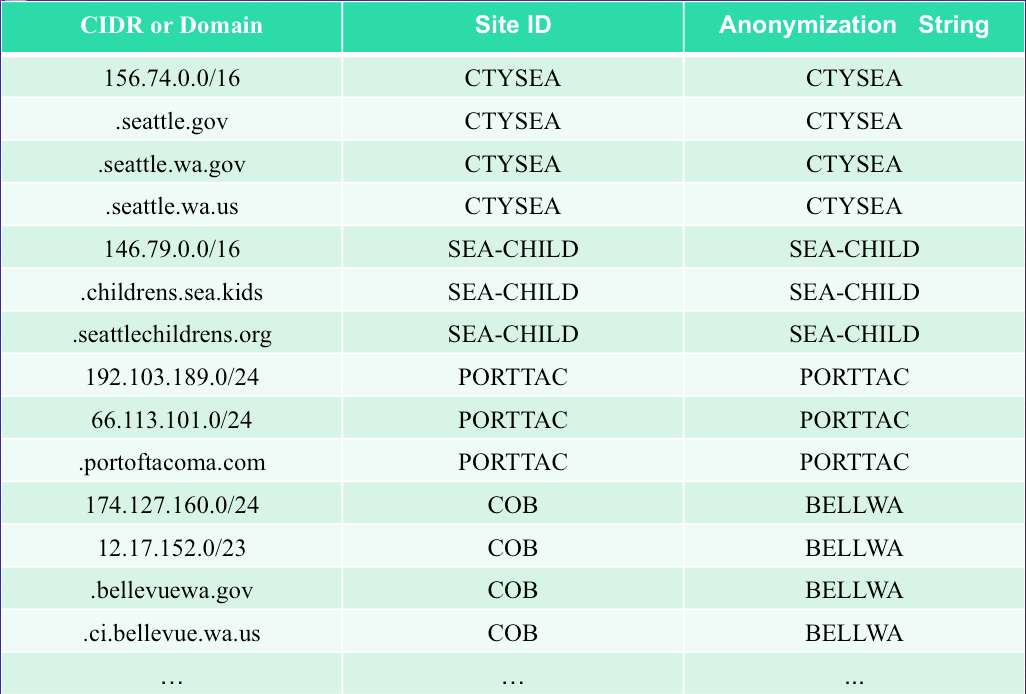 CIDR or Domain Site ID Anonymization String
156.74.0.0/16 CTYSEA CTYSEA
.seattle.gov CTYSEA CTYSEA
.seattle.wa.gov CTYSEA CTYSEA
.seattle.wa.us CTYSEA CTYSEA
146.79.0.0/16 SEA-CHILD SEA-CHILD
.childrens.sea.kids SEA-CHILD SEA-CHILD
.seattlechildrens.org SEA-CHILD SEA-CHILD
192.103.189.0/24 PORTTAC PORTTAC
66.113.101.0/24 PORTTAC PORTTAC
.portoftacoma.com PORTTAC PORTTAC
174.127.160.0/24 COB BELLWA
12.17.152.0/23 COB BELLWA
.bellevuewa.gov COB BELLWA
.ci.bellevue.wa.us COB BELLWA
… … ...